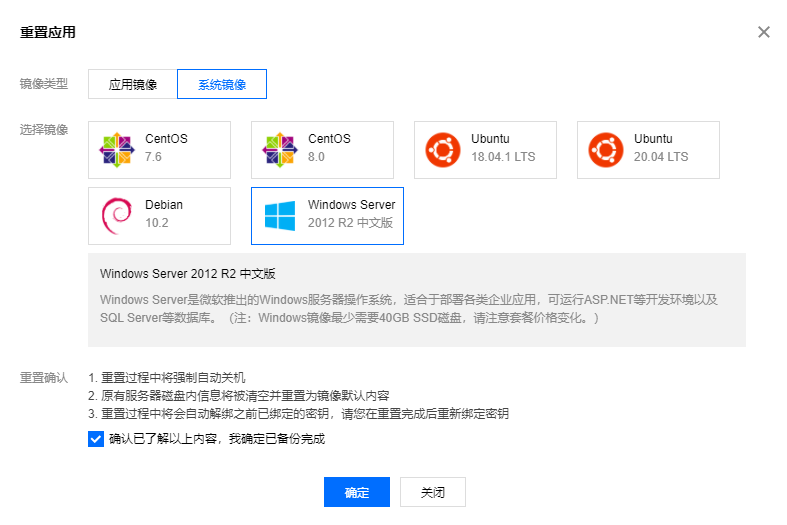 重置应用
镜像类型
应用镜像
系统镜像
选择镜像
CentOS
7.6
CentOS
8.0
Ubuntu
18.04.1 LTS
Ubuntu
20.04 LTS
Debian
10.2
Windows Server
2012 R2 中文版
Windows Server 2012 R2 中文版
Windows Server是微软推出的Windows服务器操作系统，适合于部署各类企业应用，可运行ASP.NET等开发环境以及
SQL Server等数据库。（注：Windows镜像最少需要40GB SSD磁盘，请注意套餐价格变化。）
重置确认
1. 重置过程中将强制自动关机
2. 原有服务器磁盘内信息将被清空并重置为镜像默认内容
3. 重置过程中将会自动解绑之前已绑定的密钥，请您在重置完成后重新绑定密钥
确认已了解以上内容，我确定已备份完成
确定
关闭